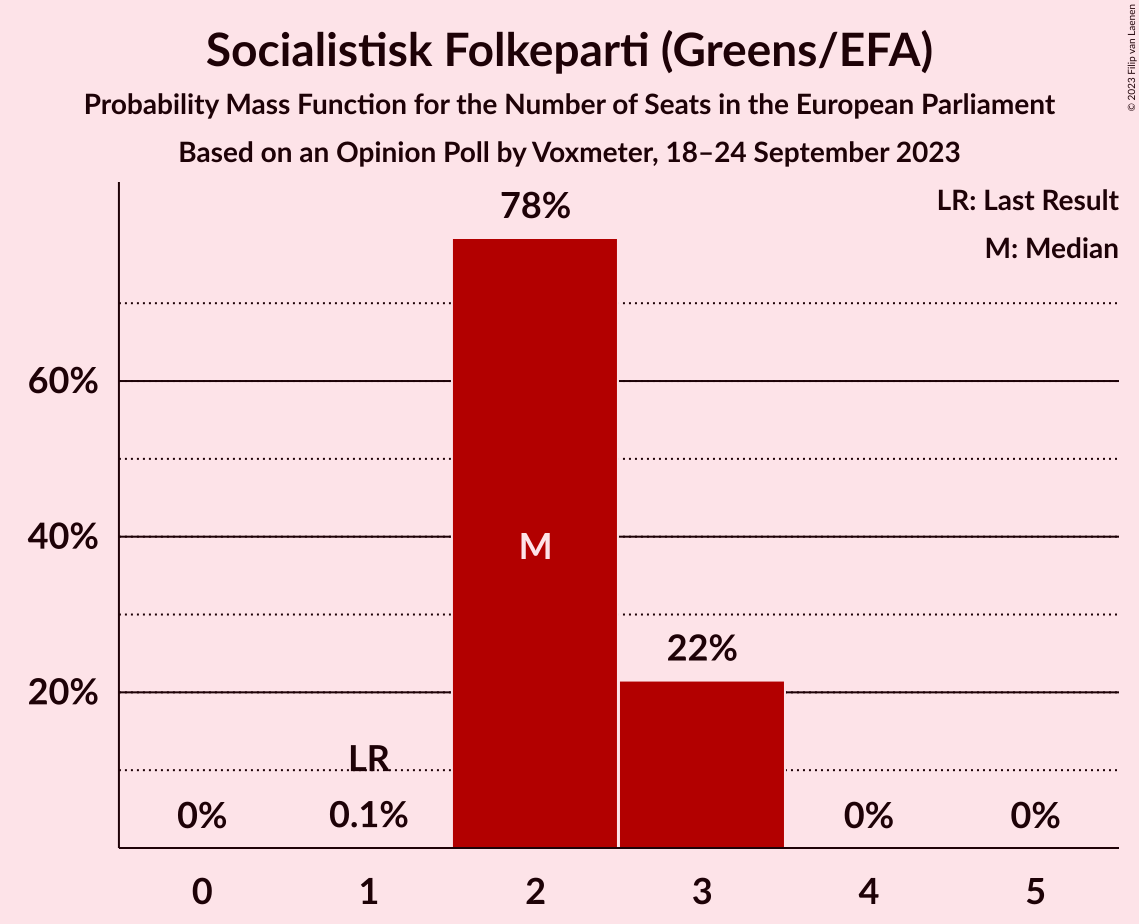 Socialistisk Folkeparti (Greens/EFA)
Probability Mass Function for the Number of Seats in the European Parliament
Based on an Opinion Poll by Voxmeter, 18–24 September 2023
© 2023 Filip van Laenen
LR: Last Result
M: Median
78%
60%
40%
M
22%
20%
LR
0%
0.1%
0%
0%
0
1
2
3
4
5